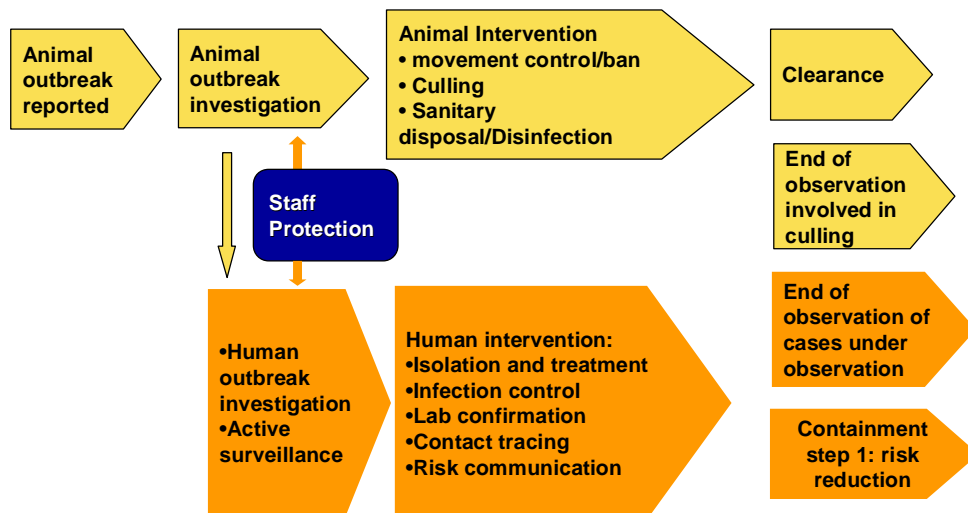 Animal
outbreak
reported
Animal
outbreak
investigation
Animal Intervention
• movement control/ban
• Culling
• Sanitary
disposal/Disinfection
Clearance
Staff
Protection
End of
observation
involved in
culling
•Human
outbreak
investigation
•Active
surveillance
Human intervention:
•Isolation and treatment
•Infection control
•Lab confirmation
•Contact tracing
•Risk communication
End of
observation of
cases under
observation
Containment
step 1: risk
reduction